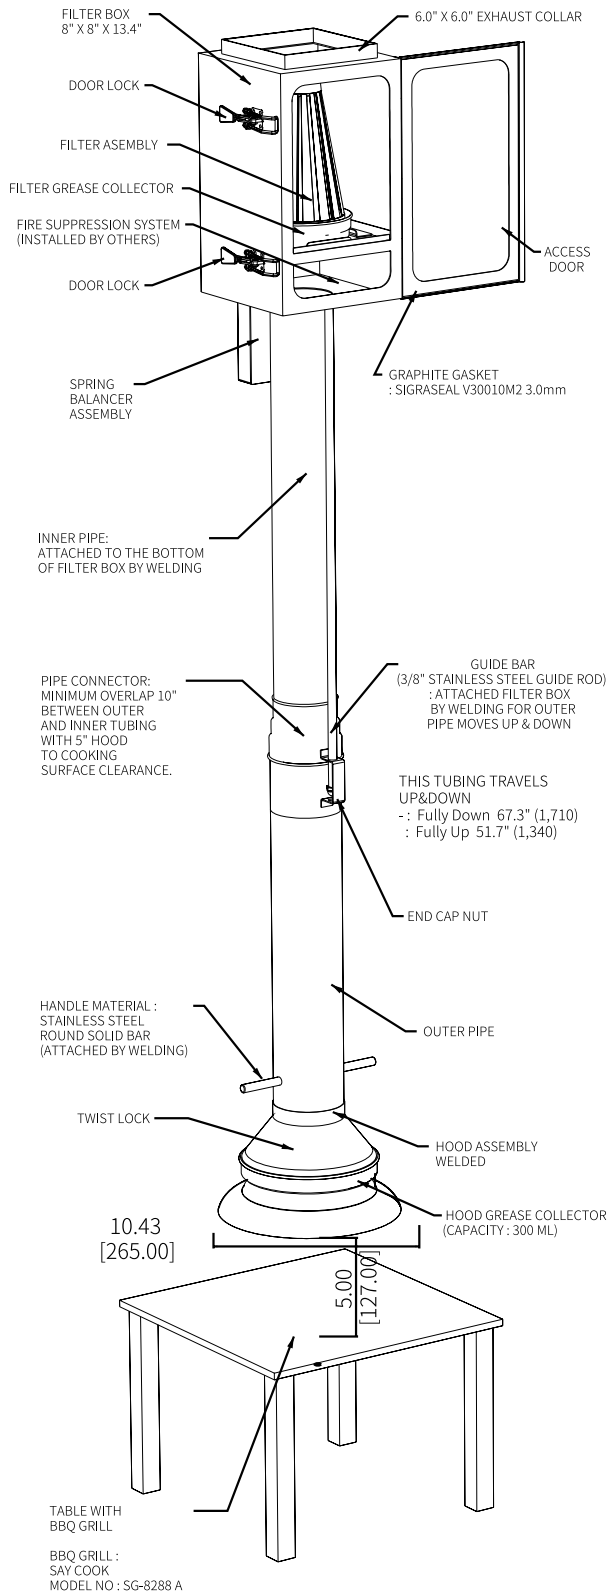 FILTER BOX
8" X 8" X 13.4"
6.0" X 6.0" EXHAUST COLLAR
DOOR LOCK
FILTER ASEMBLY
FILTER GREASE COLLECTOR
FIRE SUPPRESSION SYSTEM
(INSTALLED BY OTHERS)
DOOR LOCK
ACCESS
DOOR
GRAPHITE GASKET
: SIGRASEAL V30010M2 3.0mm
SPRING
BALANCER
ASSEMBLY
INNER PIPE:
ATTACHED TO THE BOTTOM
OF FILTER BOX BY WELDING
PIPE CONNECTOR:
MINIMUM OVERLAP 10"
BETWEEN OUTER
AND INNER TUBING
WITH 5" HOOD
TO COOKING
SURFACE CLEARANCE.
GUIDE BAR
(3/8" STAINLESS STEEL GUIDE ROD)
: ATTACHED FILTER BOX
BY WELDING FOR OUTER
PIPE MOVES UP & DOWN
THIS TUBING TRAVELS
UP&DOWN
- : Fully Down 67.3" (1,710)
: Fully Up 51.7" (1,340)
END CAP NUT
HANDLE MATERIAL :
STAINLESS STEEL
ROUND SOLID BAR
(ATTACHED BY WELDING)
OUTER PIPE
TWIST LOCK
HOOD ASSEMBLY
WELDED
HOOD GREASE COLLECTOR
(CAPACITY : 300 ML)
10.43
[265.00]
5.00
[127.00]
TABLE WITH
BBQ GRILL
BBQ GRILL :
SAY COOK
MODEL NO : SG-8288 A